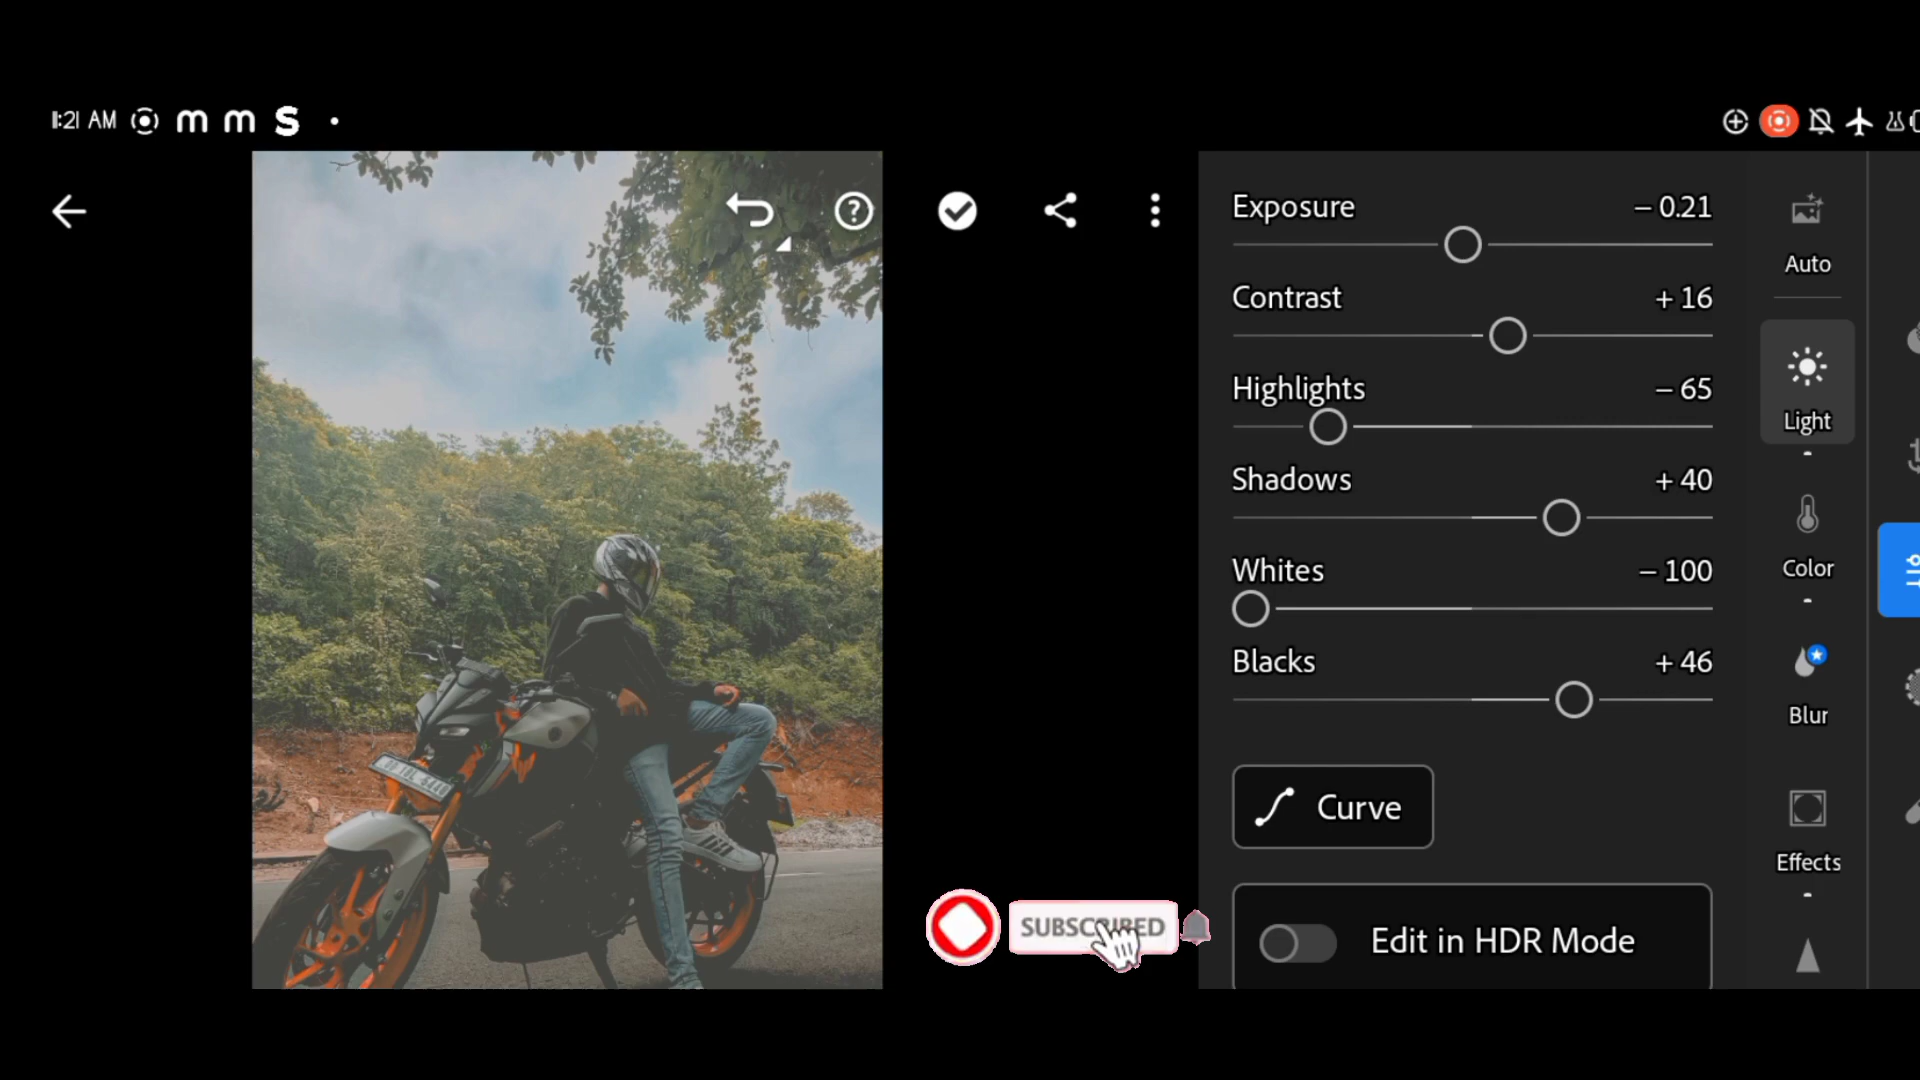 1:21 AM m m S
Exposure − 0.21
Contrast + 16
Highlights − 65
Shadows + 40
Whites − 100
Blacks + 46
Curve
Edit in HDR Mode
Auto
Light
Color
Blur
Effects
SUBSCRIBED